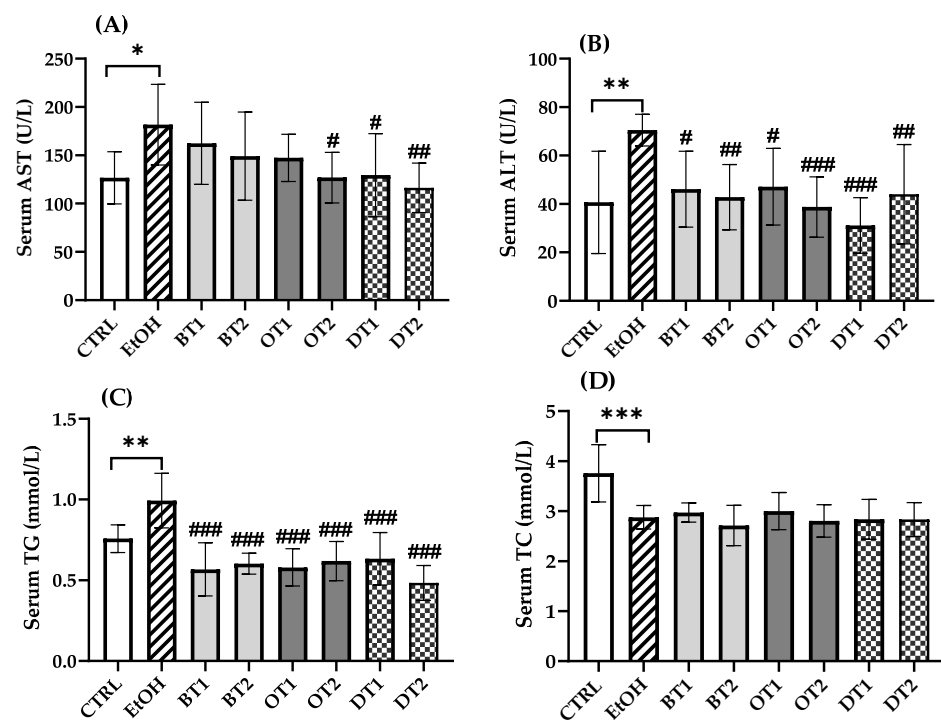 (A)
Serum AST (U/L)
250
200
150
100
50
0
*
#
#
##
CTRL
EtOH
BT1
BT2
OT1
OT2
DT1
DT2
(B)
Serum ALT (U/L)
100
80
60
40
20
0
**
#
##
#
###
###
##
CTRL
EtOH
BT1
BT2
OT1
OT2
DT1
DT2
(C)
Serum TG (mmol/L)
1.5
1.0
0.5
0.0
**
###
###
###
###
###
###
CTRL
EtOH
BT1
BT2
OT1
OT2
DT1
DT2
(D)
Serum TC (mmol/L)
5
4
3
2
1
0
***
CTRL
EtOH
BT1
BT2
OT1
OT2
DT1
DT2